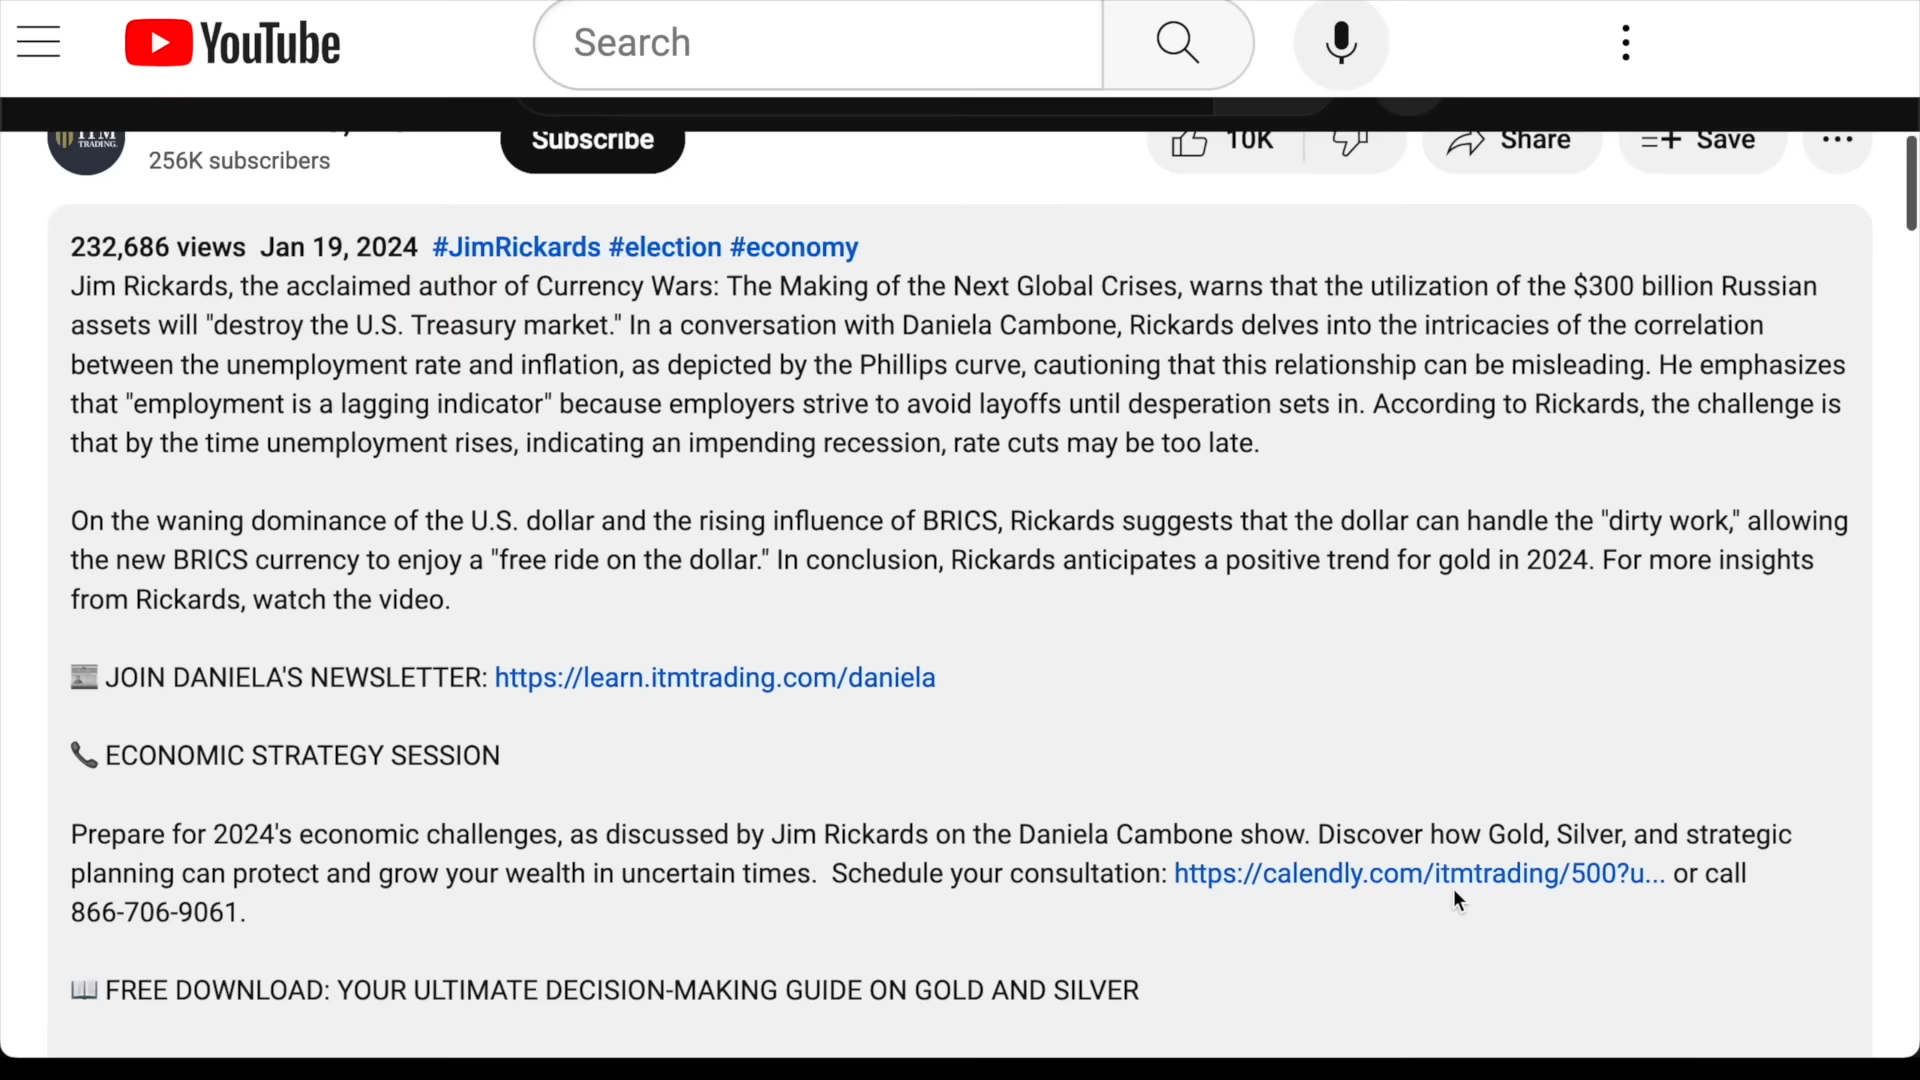 YouTube
Search
ITM
TRADING.
256K subscribers
Subscribe
10K
Share
Save
232,686 views  Jan 19, 2024  #JimRickards #election #economy
Jim Rickards, the acclaimed author of Currency Wars: The Making of the Next Global Crises, warns that the utilization of the $300 billion Russian
assets will "destroy the U.S. Treasury market." In a conversation with Daniela Cambone, Rickards delves into the intricacies of the correlation
between the unemployment rate and inflation, as depicted by the Phillips curve, cautioning that this relationship can be misleading. He emphasizes
that "employment is a lagging indicator" because employers strive to avoid layoffs until desperation sets in. According to Rickards, the challenge is
that by the time unemployment rises, indicating an impending recession, rate cuts may be too late.
On the waning dominance of the U.S. dollar and the rising influence of BRICS, Rickards suggests that the dollar can handle the "dirty work," allowing
the new BRICS currency to enjoy a "free ride on the dollar." In conclusion, Rickards anticipates a positive trend for gold in 2024. For more insights
from Rickards, watch the video.
JOIN DANIELA'S NEWSLETTER: https://learn.itmtrading.com/daniela
ECONOMIC STRATEGY SESSION
Prepare for 2024's economic challenges, as discussed by Jim Rickards on the Daniela Cambone show. Discover how Gold, Silver, and strategic
planning can protect and grow your wealth in uncertain times.  Schedule your consultation: https://calendly.com/itmtrading/500?u... or call
866-706-9061.
FREE DOWNLOAD: YOUR ULTIMATE DECISION-MAKING GUIDE ON GOLD AND SILVER